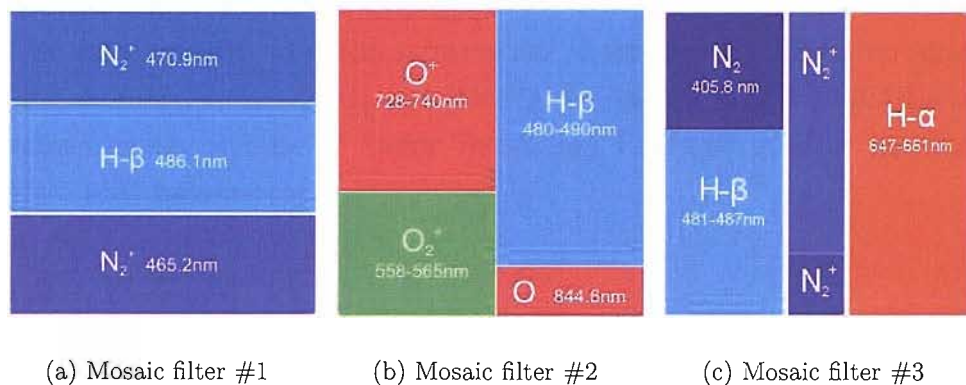 N₂⁺ 470.9nm
H-β 486.1nm
N₂⁺ 465.2nm
(a) Mosaic filter #1
O⁺
728-740nm
O₂⁺
558-565nm
H-β
480-490nm
O 844.6nm
(b) Mosaic filter #2
N₂
405.8 nm
H-β
481-487nm
N₂⁺
N₂⁺
H-α
647-661nm
(c) Mosaic filter #3